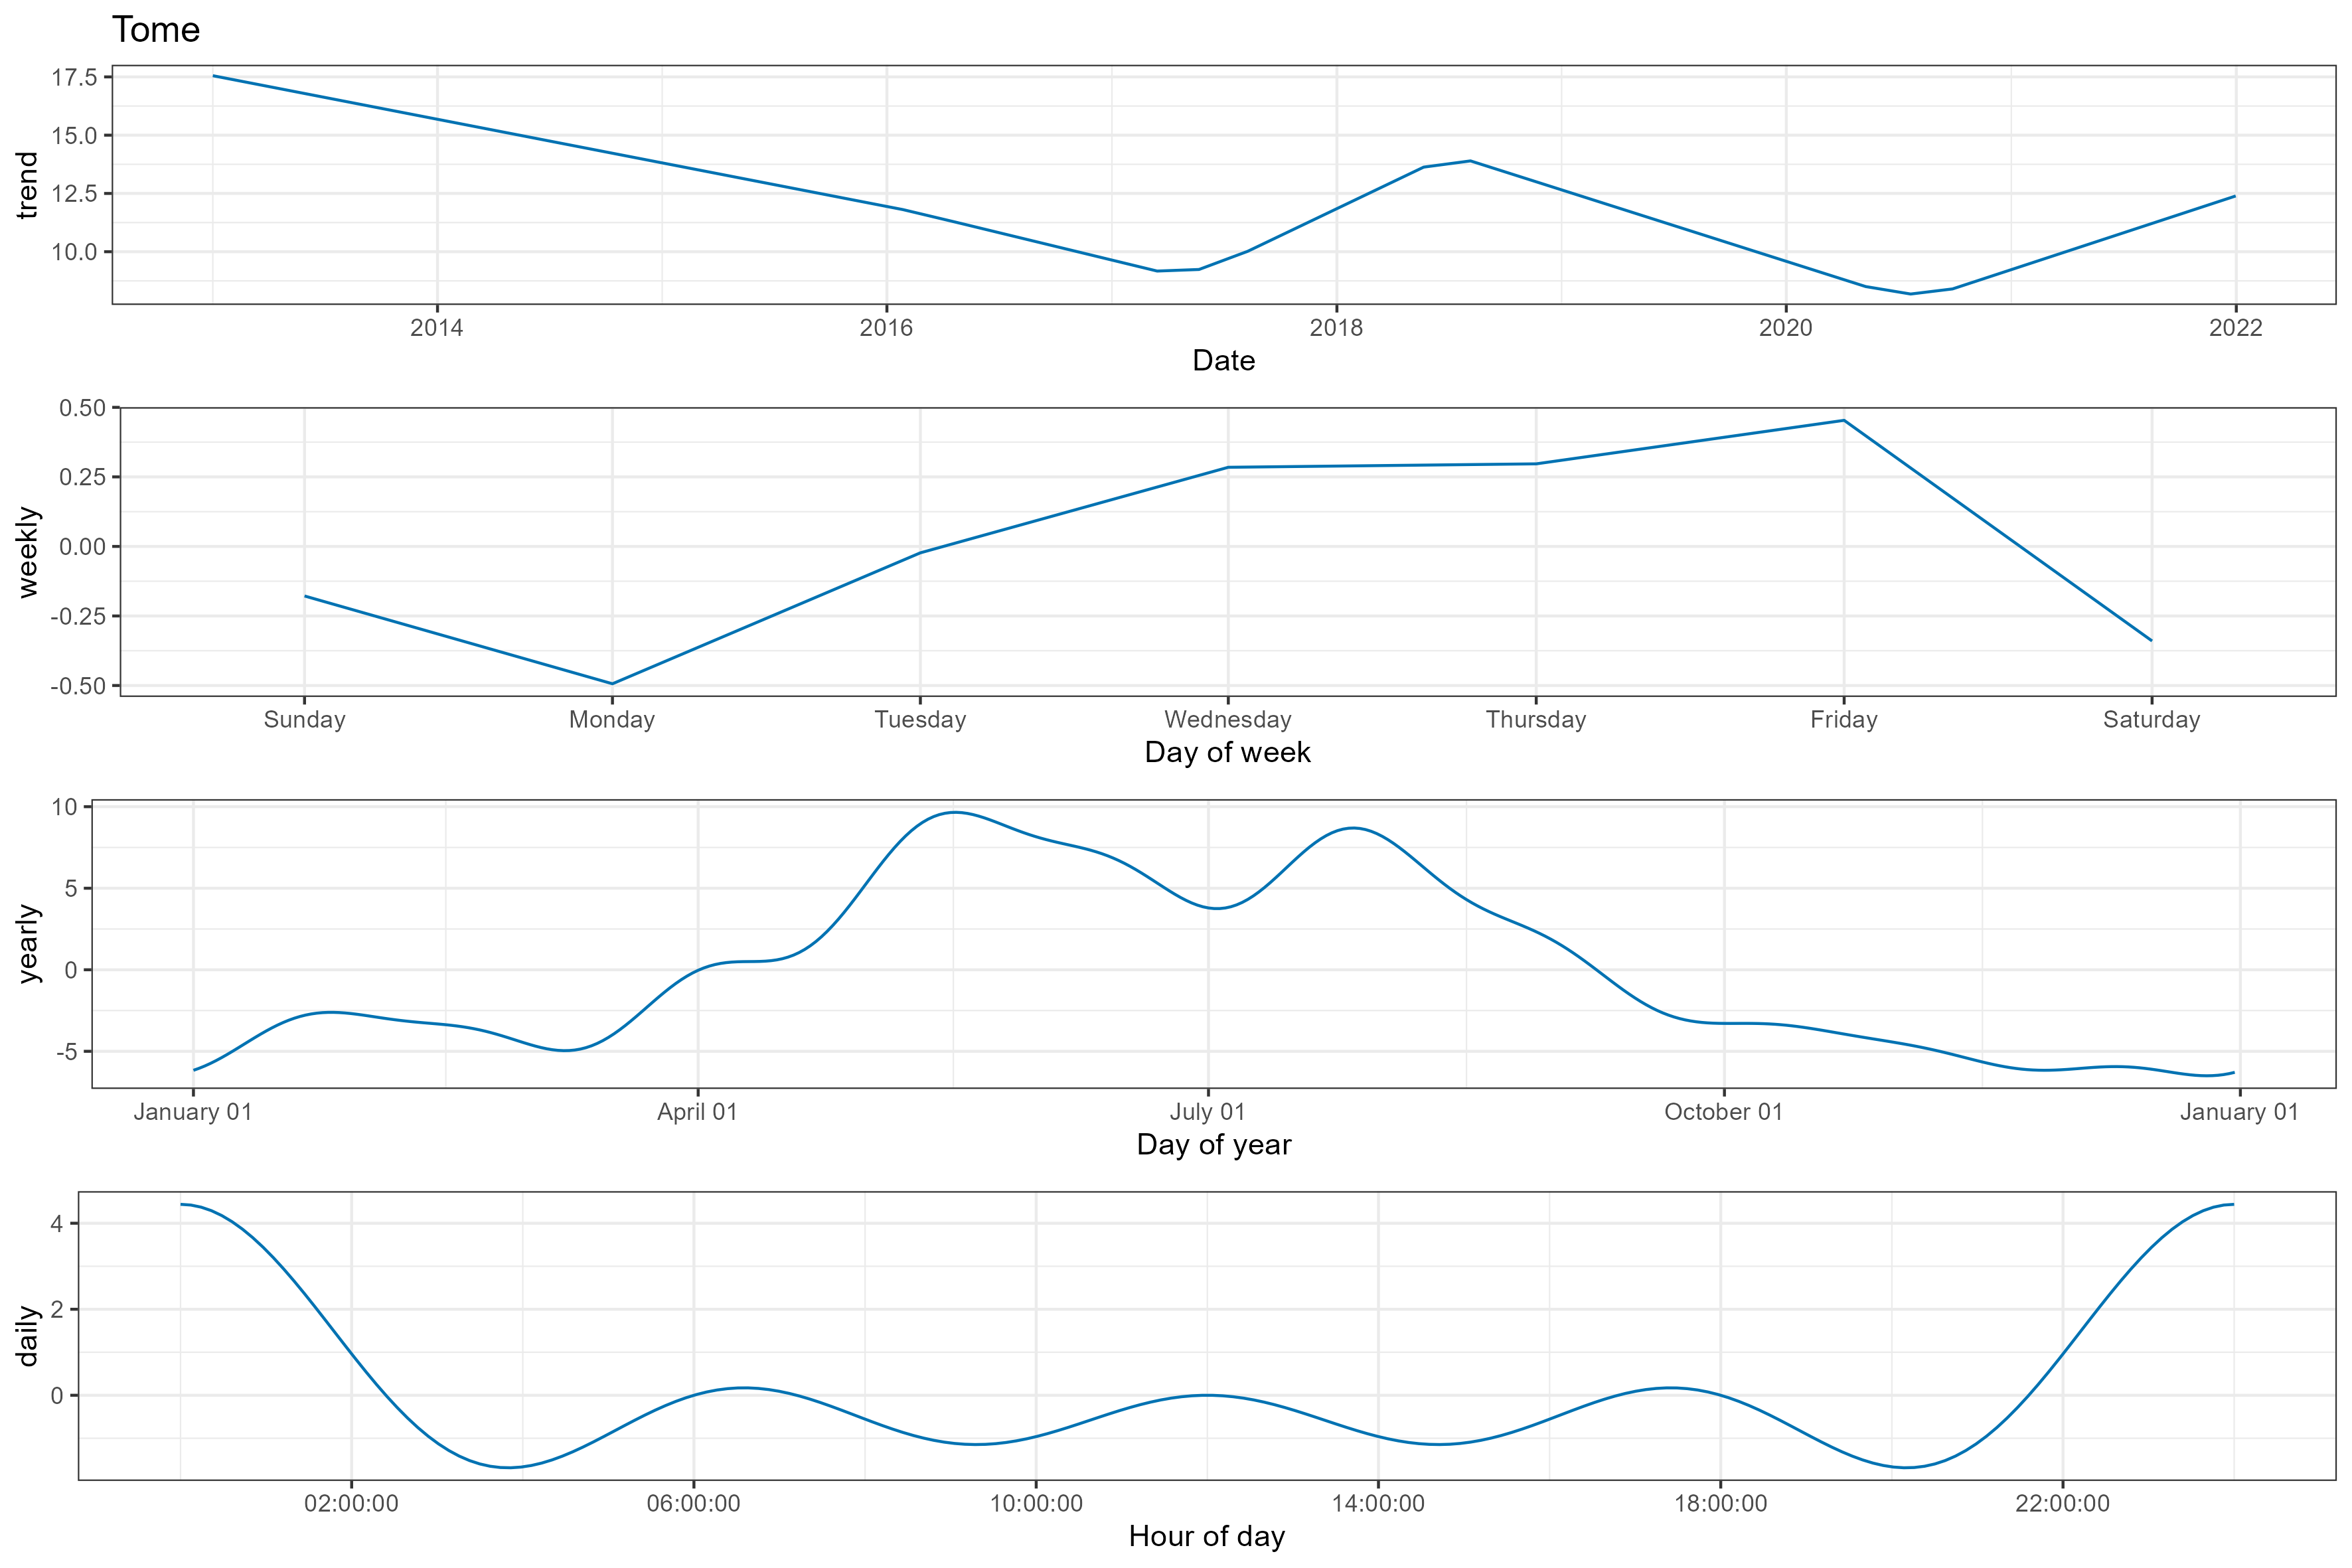 Tome
17.5
15.0
12.5
10.0
trend
2014 2016 2018 2020 2022
Date
0.50
0.25
0.00
-0.25
-0.50
weekly
Sunday Monday Tuesday Wednesday Thursday Friday Saturday
Day of week
10
5
0
-5
yearly
January 01 April 01 July 01 October 01 January 01
Day of year
4
2
0
daily
02:00:00 06:00:00 10:00:00 14:00:00 18:00:00 22:00:00
Hour of day